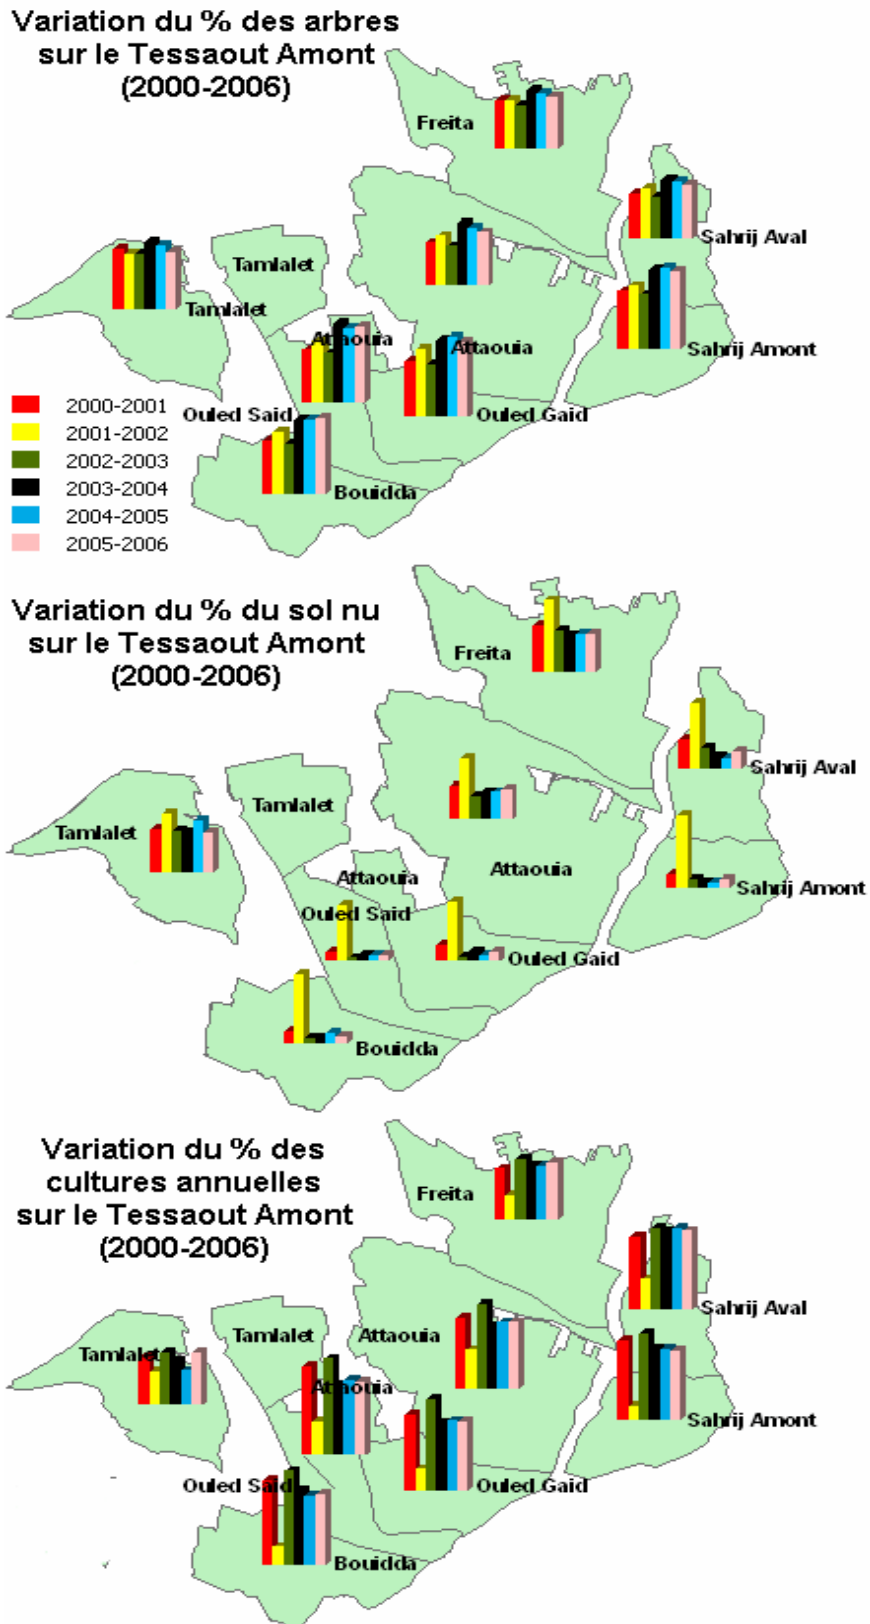 Variation du % des arbres
sur le Tessaout Amont
(2000-2006)
Freita
Sahrij Aval
Tamlalet
Tamlalet
Attaouia
Attaouia
Sahrij Amont
Ouled Said
Ouled Gaid
Bouidda
2000-2001
2001-2002
2002-2003
2003-2004
2004-2005
2005-2006
Variation du % du sol nu
sur le Tessaout Amont
(2000-2006)
Freita
Sahrij Aval
Tamlalet
Tamlalet
Attaouia
Attaouia
Sahrij Amont
Ouled Said
Ouled Gaid
Bouidda
Variation du % des
cultures annuelles
sur le Tessaout Amont
(2000-2006)
Freita
Sahrij Aval
Tamlalet
Tamlalet
Attaouia
Attaouia
Sahrij Amont
Ouled Said
Ouled Gaid
Bouidda